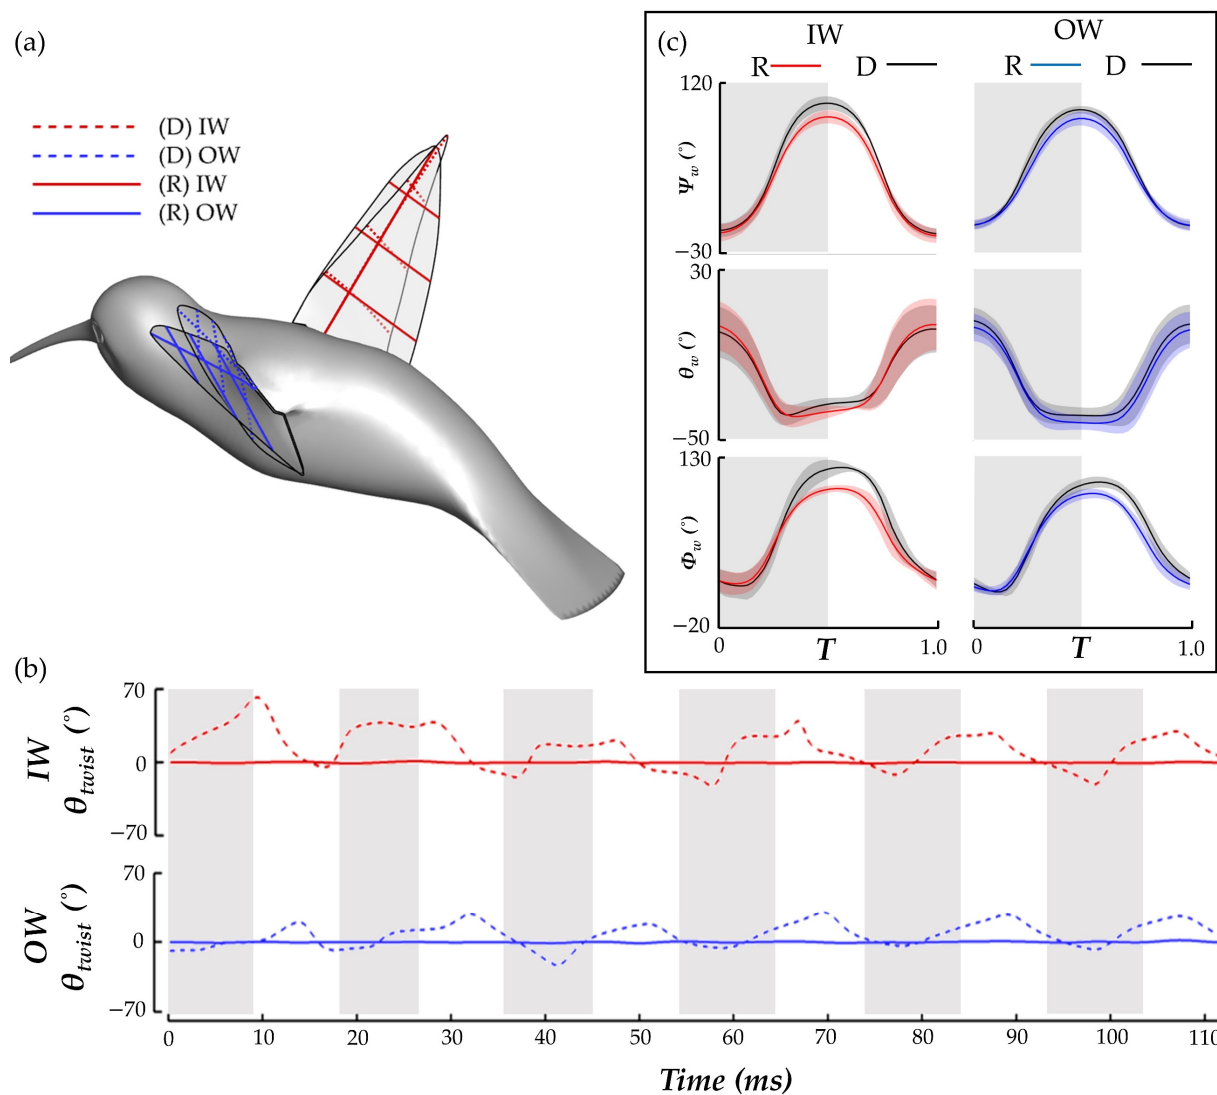 (a)
(D) IW
(D) OW
(R) IW
(R) OW
(c)
IW
OW
R
D
R
D
120
Ψw (°)
−30
30
θw (°)
−50
130
Φw (°)
−20
0
T
1.0
0
T
1.0
(b)
70
IW
θtwist (°)
0
−70
70
OW
θtwist (°)
0
−70
0 10 20 30 40 50 60 70 80 90 100 110
Time (ms)